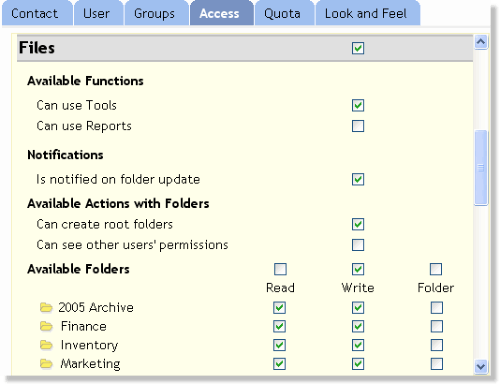 Contact User Groups Access Quota Look and Feel
Files
Available Functions
Can use Tools
Can use Reports
Notifications
Is notified on folder update
Available Actions with Folders
Can create root folders
Can see other users' permissions
Available Folders
Read Write Folder
2005 Archive
Finance
Inventory
Marketing